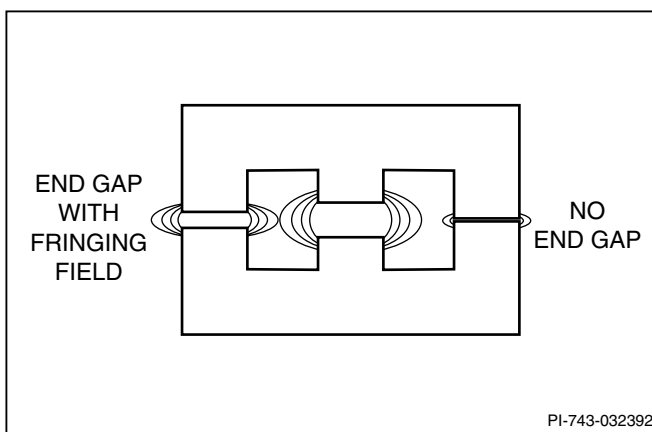 END GAP
WITH
FRINGING
FIELD
NO
END GAP
PI-743-032392